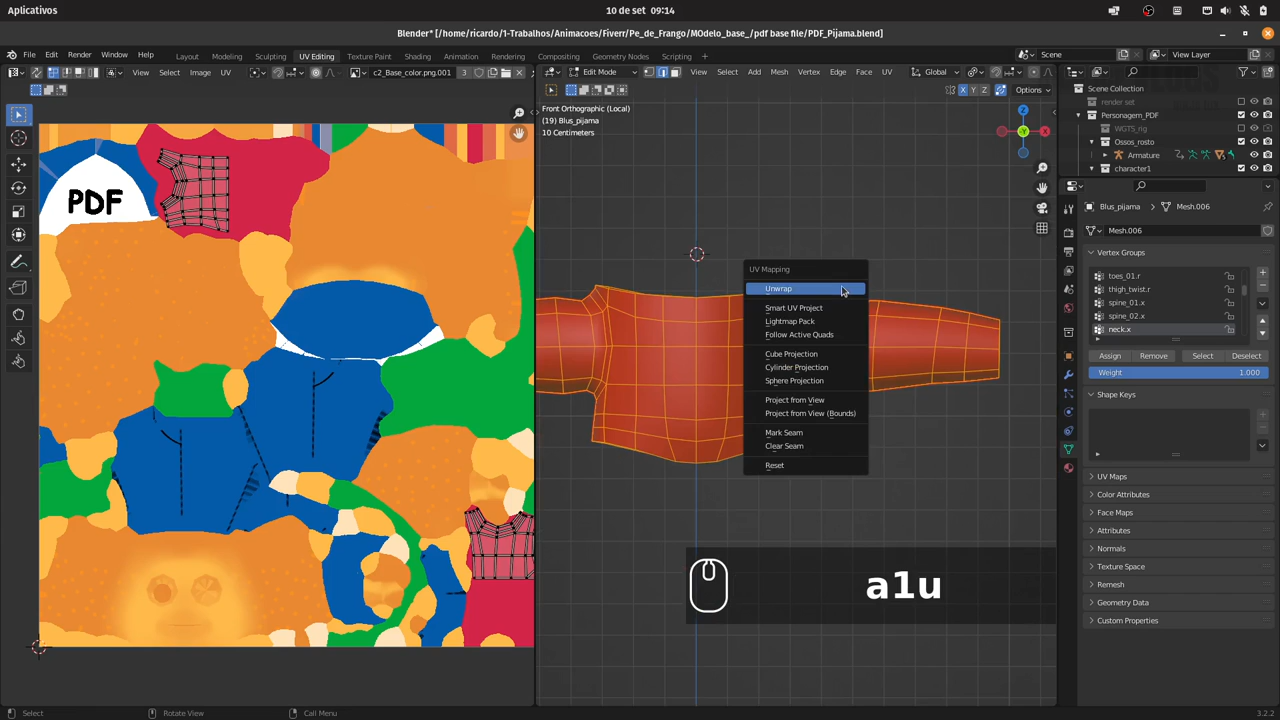 Aplicativos
10 de set 09:14
Blender* [/home/ricardo/1-Trabalhos/Animacoes/Fiverr/Pe_de_Frango/MOdelo_base_/pdf base file/PDF_Pijama.blend]
File Edit Render Window Help Layout Modeling Sculpting UV Editing Texture Paint Shading Animation Rendering Compositing Geometry Nodes Scripting + Scene View Layer
View Select Image UV c2_Base_color.png.001 3 Edit Mode View Select Add Mesh Vertex Edge Face UV Global
X Y Z Options
Scene Collection
render set
Personagem_PDF
WGTS_rig
Ossos_rosto
Armature
character1
Front Orthographic (Local)
(19) Blus_pijama
10 Centimeters
Z
Y
X
PDF
UV Mapping
Unwrap
Smart UV Project
Lightmap Pack
Follow Active Quads
Cube Projection
Cylinder Projection
Sphere Projection
Project from View
Project from View (Bounds)
Mark Seam
Clear Seam
Reset
a1u
Blus_pijama Mesh.006
Mesh.006
Vertex Groups
toes_01.r
thigh_twist.r
spine_01.x
spine_02.x
neck.x
Assign Remove Select Deselect
Weight 1.000
Shape Keys
UV Maps
Color Attributes
Face Maps
Attributes
Normals
Texture Space
Remesh
Geometry Data
Custom Properties
Select Rotate View Call Menu 3.2.2